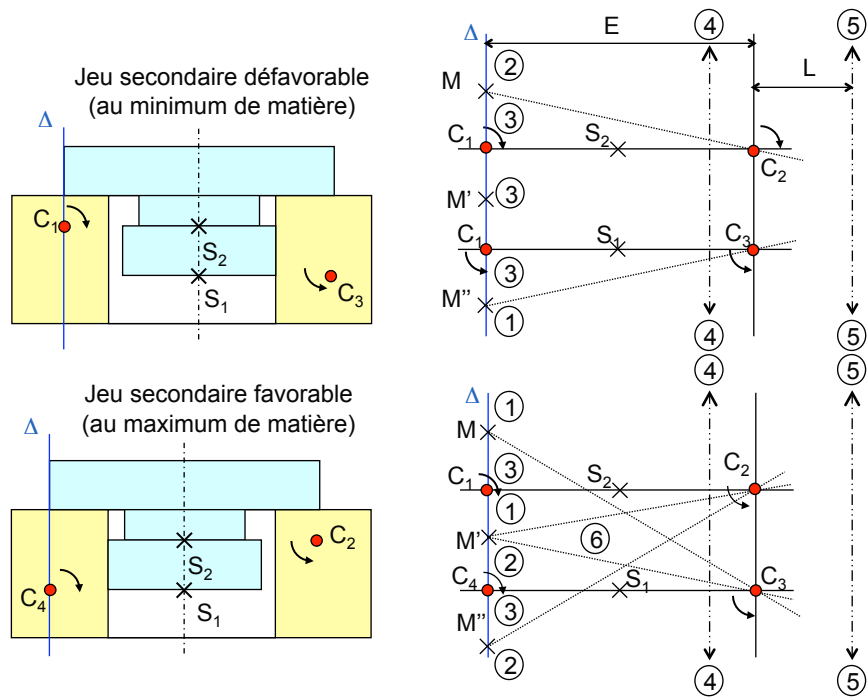 Jeu secondaire défavorable
(au minimum de matière)
Δ
C1
S2
S1
C3
Δ
E
4
5
2
M
L
3
C1
S2
C2
M'
3
C1
S1
C3
3
M''
1
4
5
Jeu secondaire favorable
(au maximum de matière)
Δ
S2
C2
C4
S1
4
5
Δ
1
M
3
C1
S2
C2
1
M'
6
2
C4
S1
C3
3
M''
2
4
5